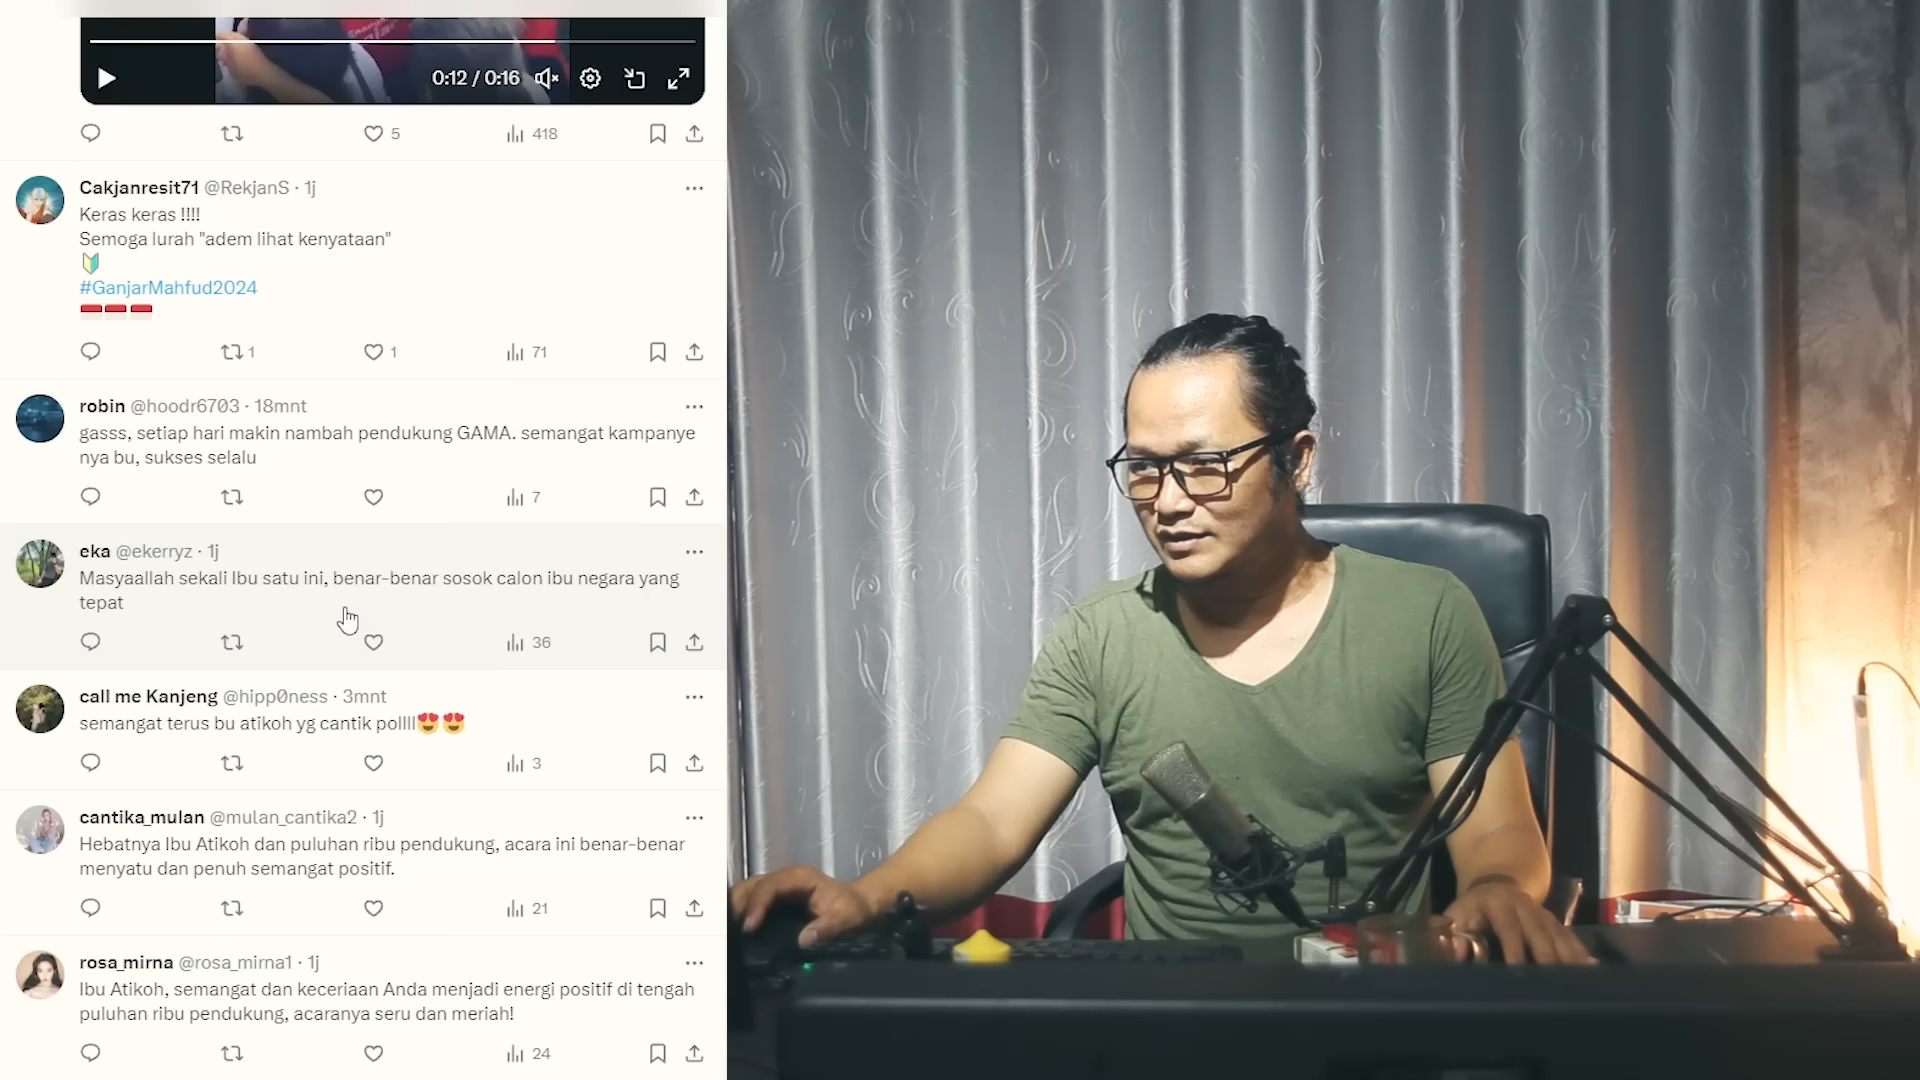 0:12 / 0:16
5
418
Cakjanresit71 @RekjanS · 1j
Keras keras !!!!
Semoga lurah "adem lihat kenyataan"
#GanjarMahfud2024
1
1
71
robin @hoodr6703 · 18mnt
gasss, setiap hari makin nambah pendukung GAMA. semangat kampanye
nya bu, sukses selalu
7
eka @ekerryz · 1j
Masyaallah sekali Ibu satu ini, benar-benar sosok calon ibu negara yang
tepat
36
call me Kanjeng @hipp0ness · 3mnt
semangat terus bu atikoh yg cantik pollll😍😍
3
cantika_mulan @mulan_cantika2 · 1j
Hebatnya Ibu Atikoh dan puluhan ribu pendukung, acara ini benar-benar
menyatu dan penuh semangat positif.
21
rosa_mirna @rosa_mirna1 · 1j
Ibu Atikoh, semangat dan keceriaan Anda menjadi energi positif di tengah
puluhan ribu pendukung, acaranya seru dan meriah!
24